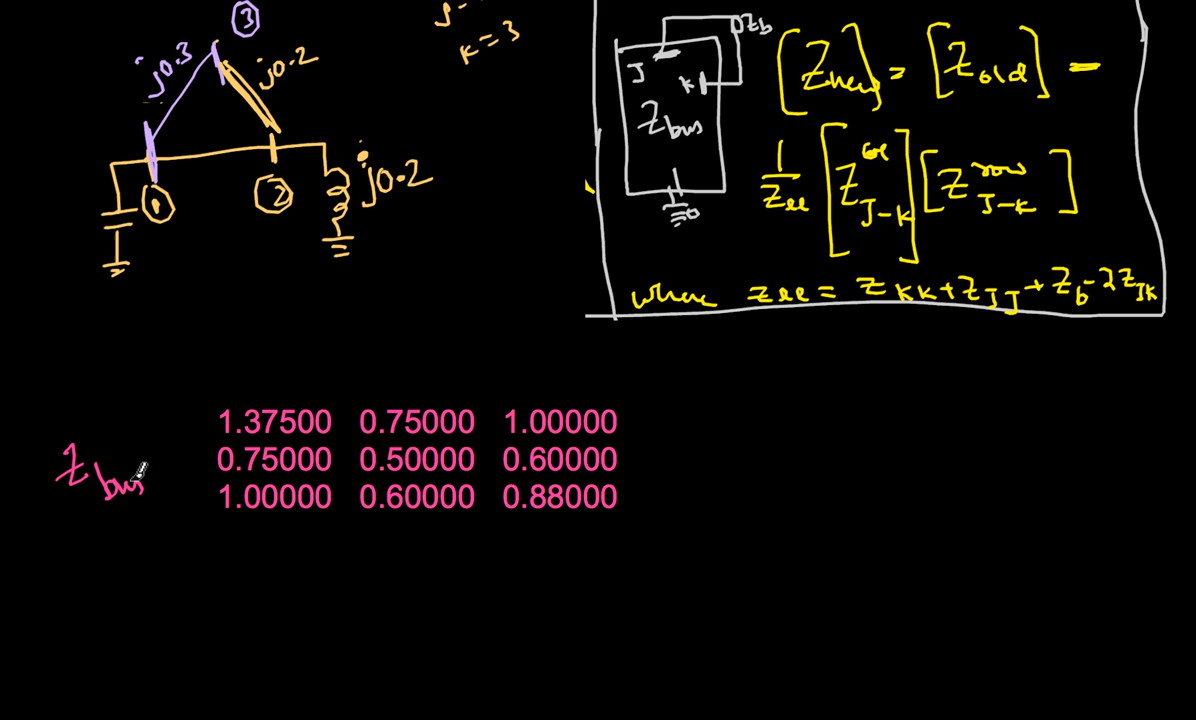 ③
j0.3
j0.2
①
②
j0.2
K=3
J
K
Zb
Zbus
[Znew] = [Zold] -
1/Zll [Z col J-K] [Z row J-K]
where Zll = ZKK + ZJJ + Zb - 2ZJK
Zbus
1.37500 0.75000 1.00000
0.75000 0.50000 0.60000
1.00000 0.60000 0.88000